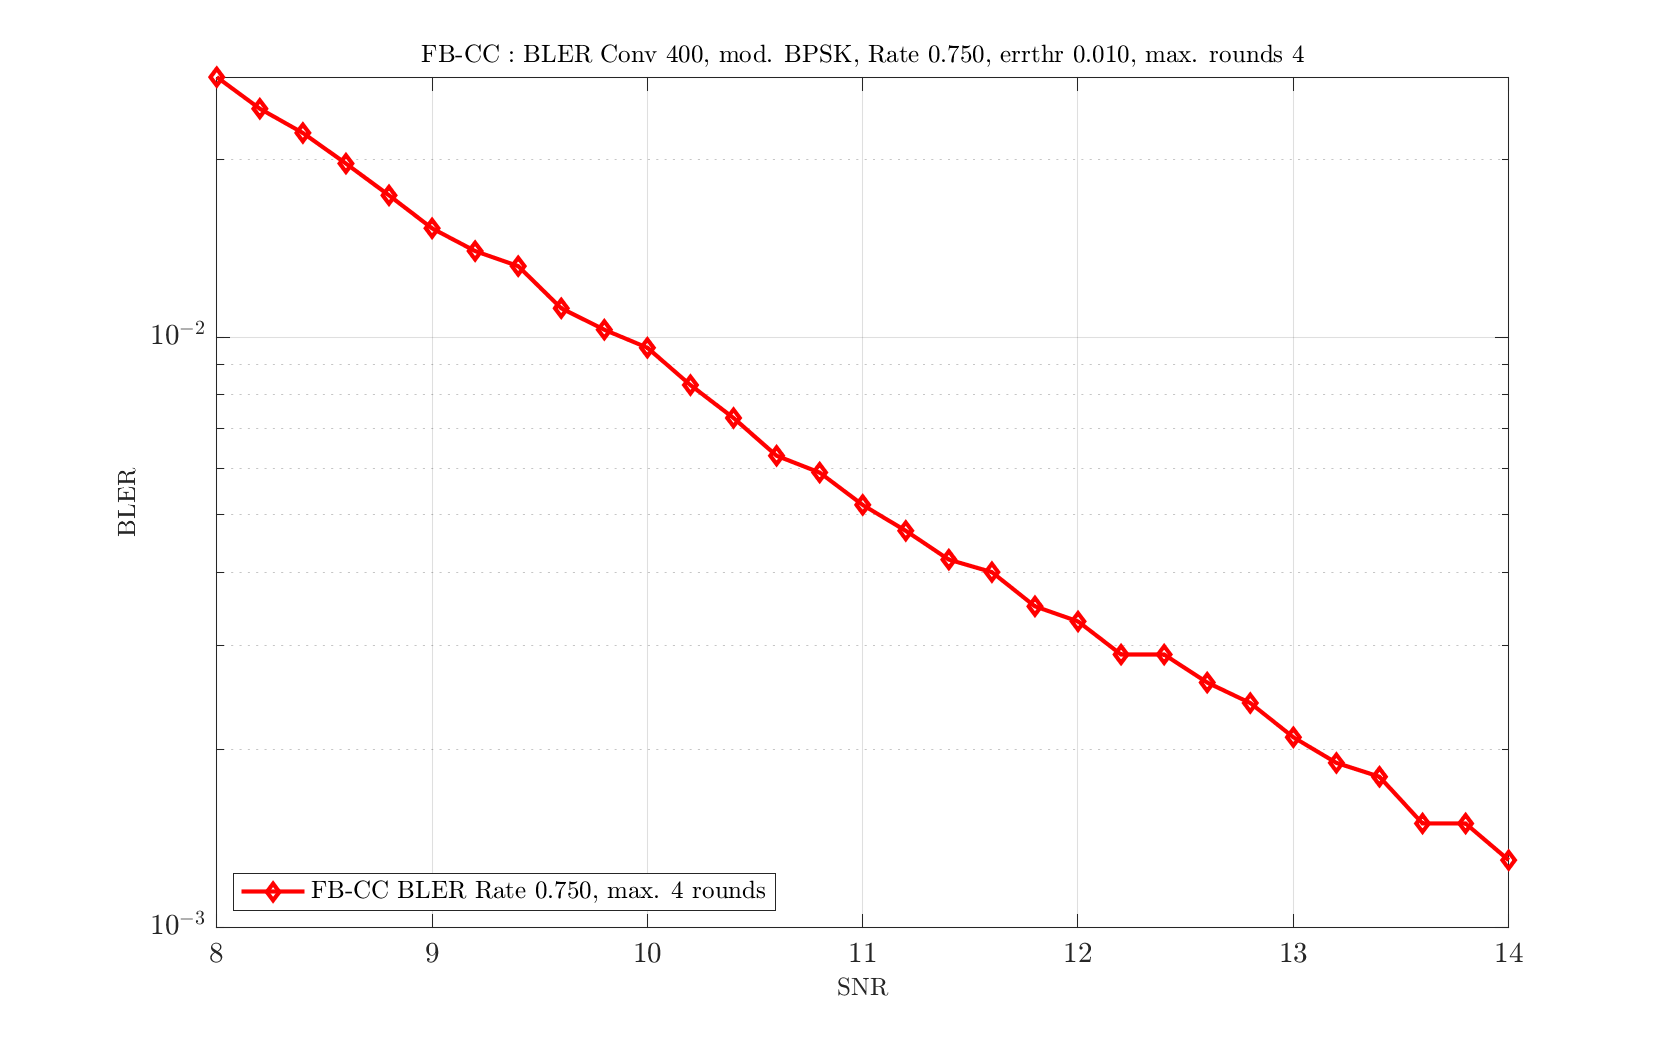 FB-CC : BLER Conv 400, mod. BPSK, Rate 0.750, errthr 0.010, max. rounds 4
10^{-2}
BLER
10^{-3}
FB-CC BLER Rate 0.750, max. 4 rounds
8 9 10 11 12 13 14
SNR